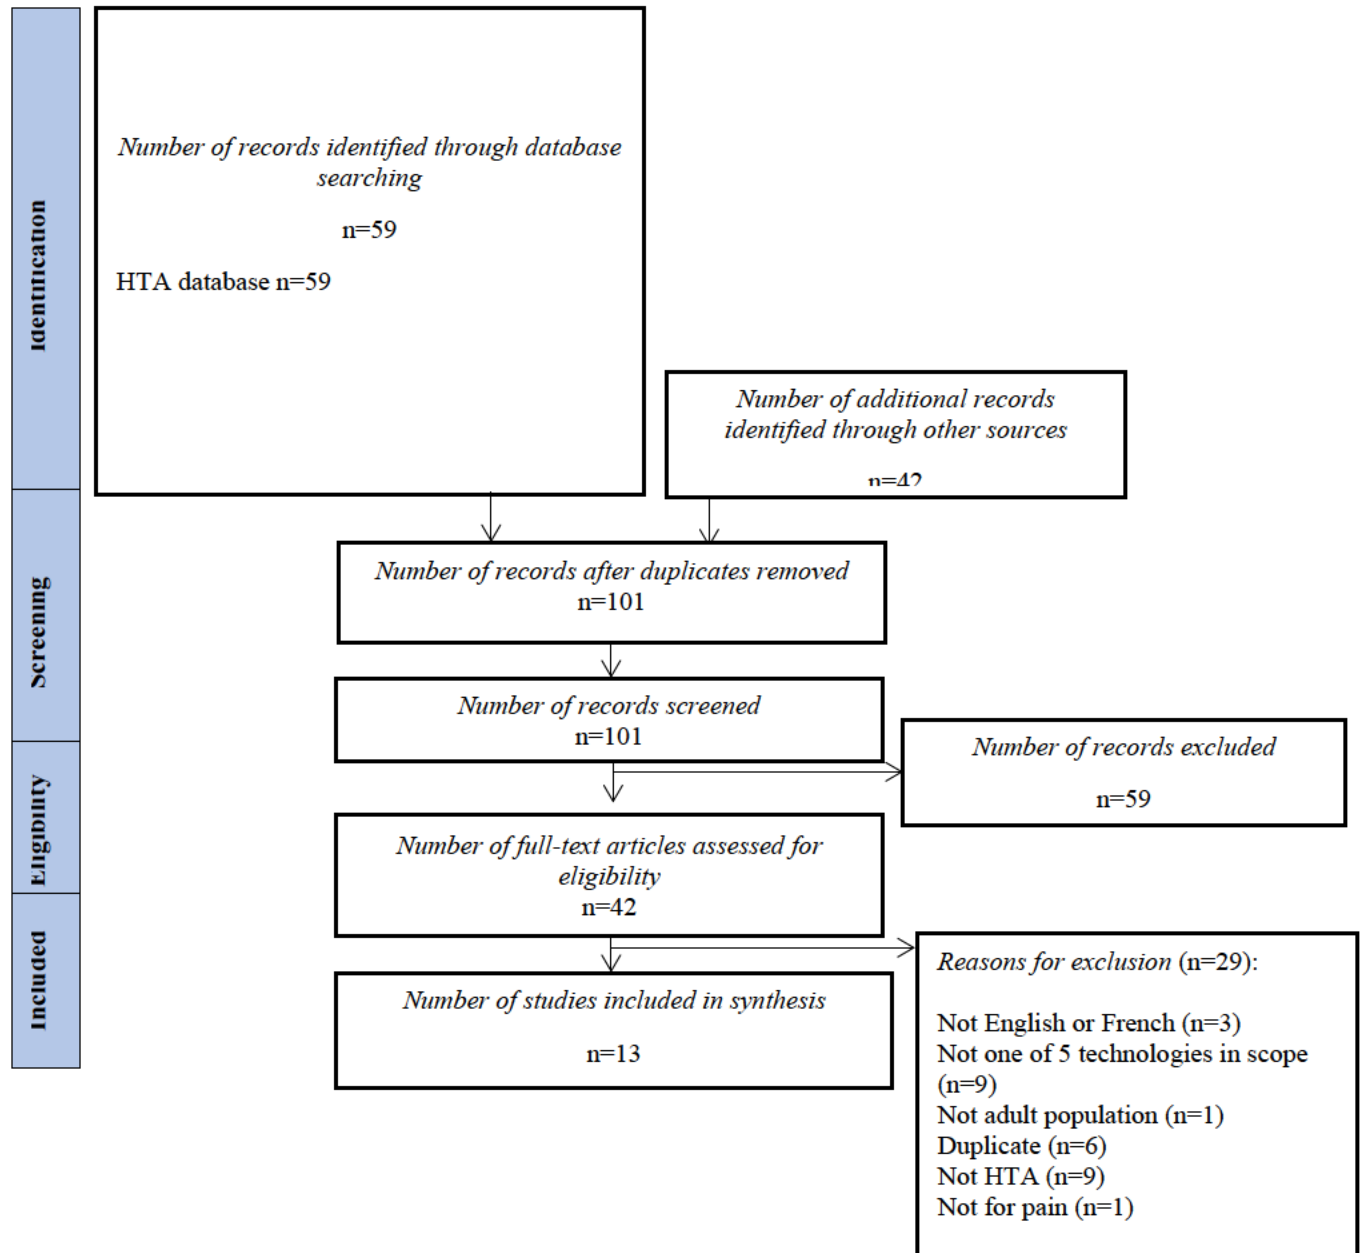 Identification
Number of records identified through database
searching
n=59
HTA database n=59
Number of additional records
identified through other sources
n=42
Screening
Number of records after duplicates removed
n=101
Number of records screened
n=101
Number of records excluded
n=59
Eligibility
Number of full-text articles assessed for
eligibility
n=42
Included
Number of studies included in synthesis
n=13
Reasons for exclusion (n=29):
Not English or French (n=3)
Not one of 5 technologies in scope
(n=9)
Not adult population (n=1)
Duplicate (n=6)
Not HTA (n=9)
Not for pain (n=1)